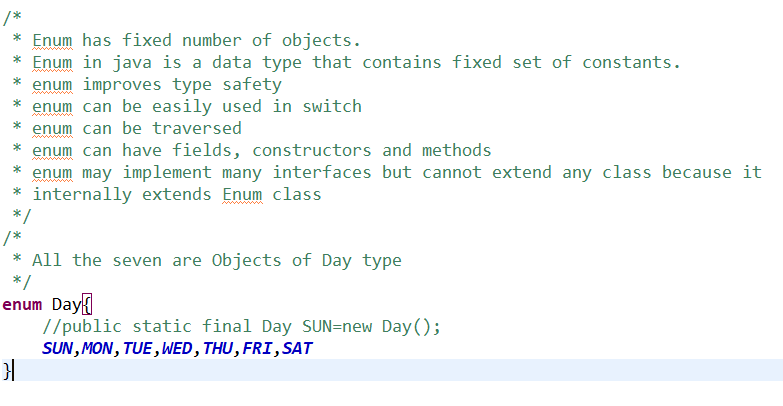 /*
 * Enum has fixed number of objects.
 * Enum in java is a data type that contains fixed set of constants.
 * enum improves type safety
 * enum can be easily used in switch
 * enum can be traversed
 * enum can have fields, constructors and methods
 * enum may implement many interfaces but cannot extend any class because it
 * internally extends Enum class
 */
/*
 * All the seven are Objects of Day type
 */
enum Day{
    //public static final Day SUN=new Day();
    SUN,MON,TUE,WED,THU,FRI,SAT
}